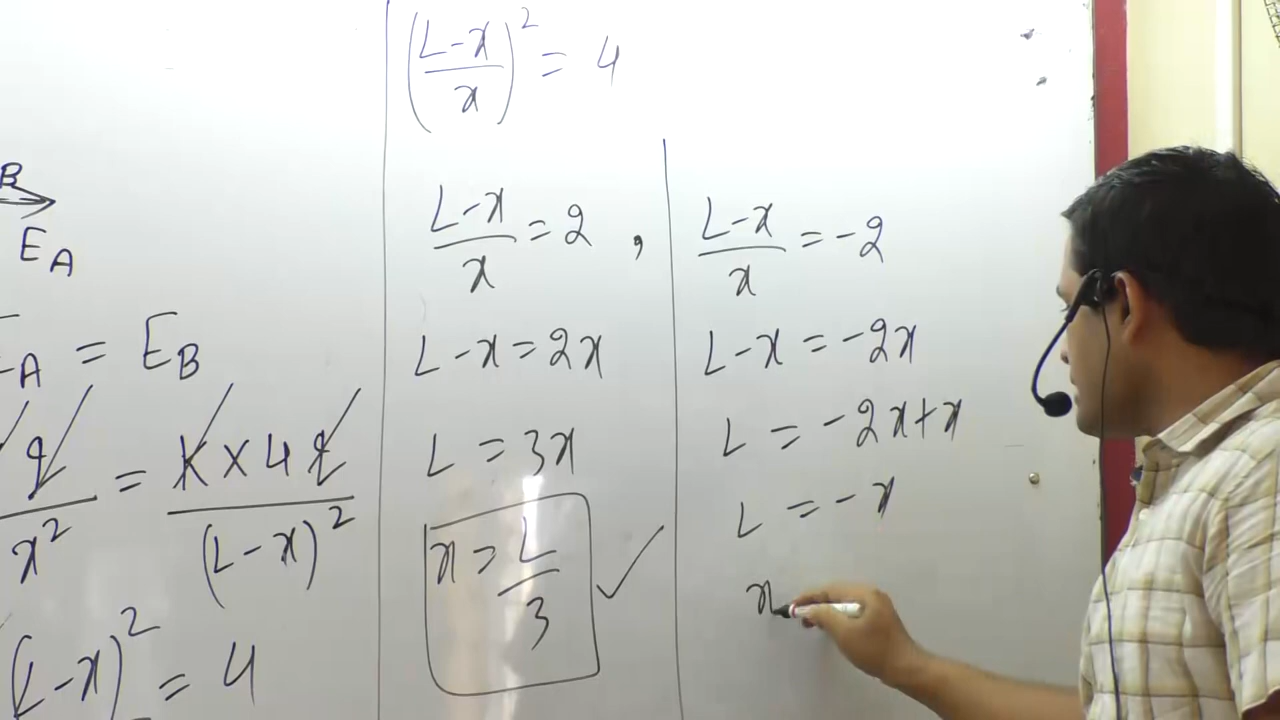 B
E_A
E_A = E_B
q/x² = K × 4q/(L-x)²
(L-x)² = 4
((L-x)/x)² = 4
(L-x)/x = 2 ,
L-x = 2x
L = 3x
x = L/3 ✓
(L-x)/x = -2
L-x = -2x
L = -2x+x
L = -x
x